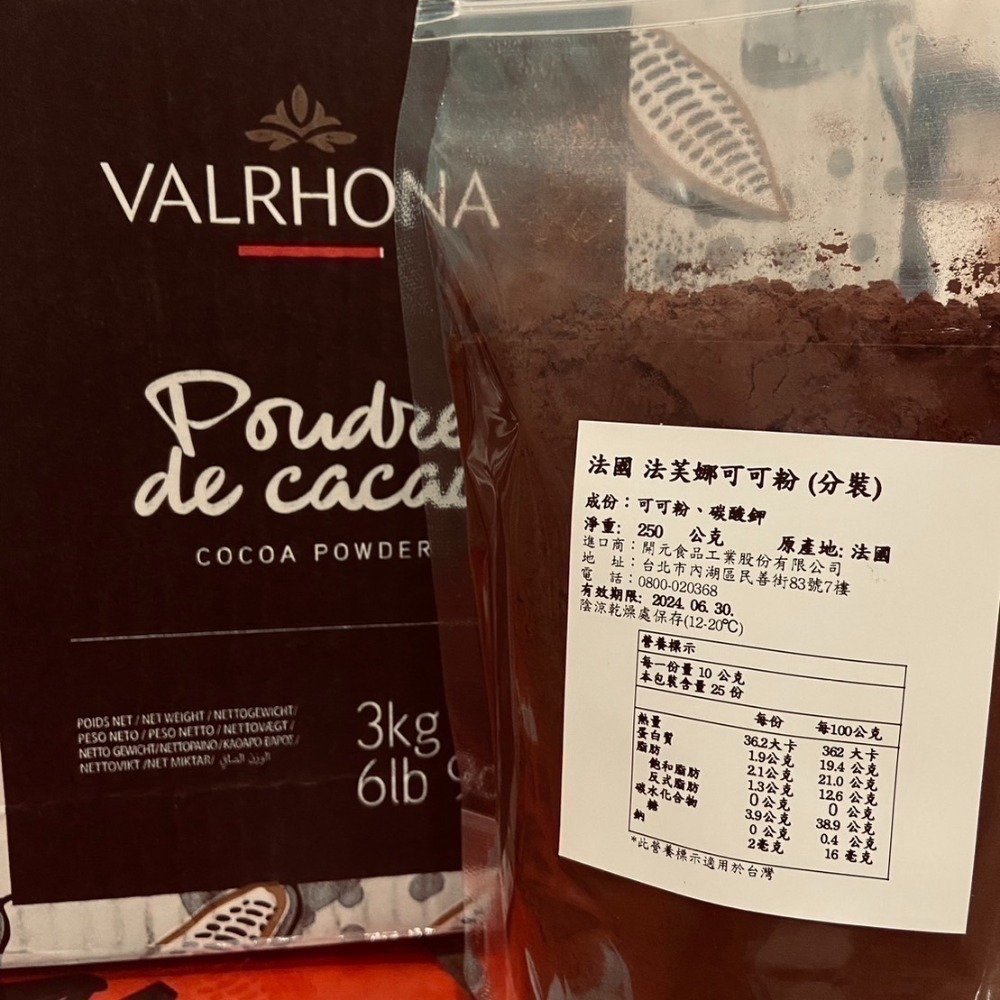 VALRHONA
Poudre
de cacao
COCOA POWDER
POIDS NET / NET WEIGHT / NETTOGEWICHT/
PESO NETO / PESO NETTO / NETTOVÆGT /
NETTO GEWICHT/NETTOPAINO/ΚΑΘΑΡΟ ΒΑΡΟΣ/
NETTOVIKT /NET MIKTAR/ الوزن الصافي
3kg
6lb 9
法國 法芙娜可可粉 (分裝)
成份：可可粉、碳酸鉀
淨重: 250 公克 原產地: 法國
進口商：開元食品工業股份有限公司
地 址：台北市內湖區民善街83號7樓
電 話：0800-020368
有效期限: 2024. 06. 30.
陰涼乾燥處保存(12-20℃)
營養標示
每一份量 10 公克
本包裝含量 25 份
每份 每100公克
熱量 36.2大卡 362 大卡
蛋白質 1.9公克 19.4 公克
脂肪 2.1公克 21.0 公克
飽和脂肪 1.3公克 12.6 公克
反式脂肪 0公克 0 公克
碳水化合物 3.9公克 38.9 公克
糖 0 公克 0.4 公克
鈉 2毫克 16 毫克
*此營養標示適用於台灣